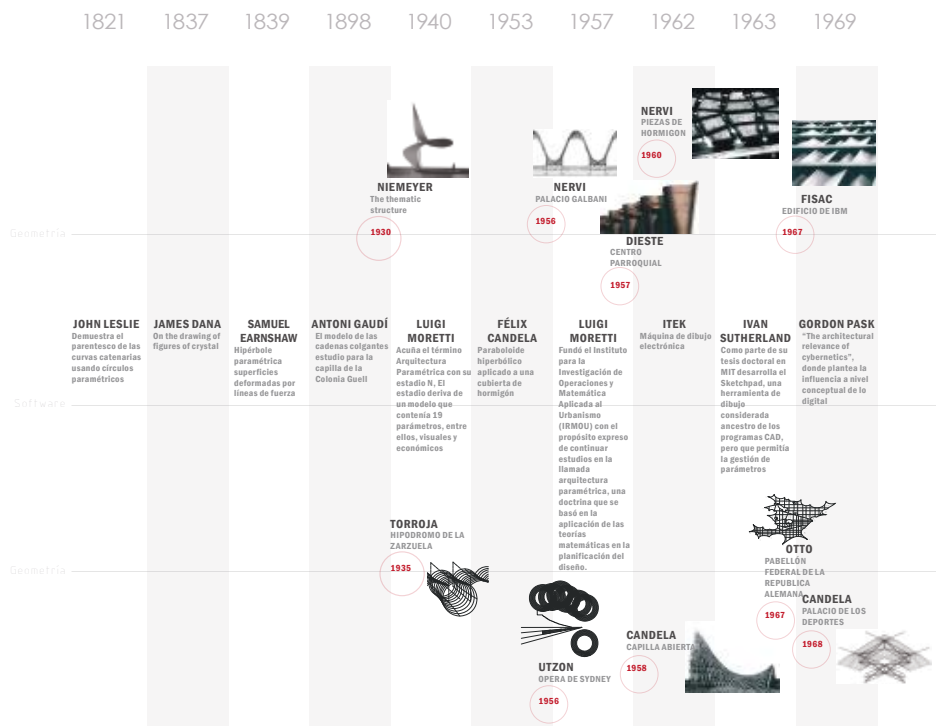 1821 1837 1839 1898 1940 1953 1957 1962 1963 1969
NIEMEYER
The thematic
structure
1930
NERVI
PALACIO GALBANI
1956
NERVI
PIEZAS DE
HORMIGON
1960
DIESTE
CENTRO
PARROQUIAL
1957
FISAC
EDIFICIO DE IBM
1967
Geometría
JOHN LESLIE
Demuestra el
parentesco de las
curvas catenarias
usando círculos
paramétricos
JAMES DANA
On the drawing of
figures of crystal
SAMUEL
EARNSHAW
Hipérbole
paramétrica
superficies
deformadas por
líneas de fuerza
ANTONI GAUDÍ
El modelo de las
cadenas colgantes
estudio para la
capilla de la
Colonia Guell
LUIGI
MORETTI
Acuña el término
Arquitectura
Paramétrica con su
estadio N, El
estadio deriva de
un modelo que
contenía 19
parámetros, entre
ellos, visuales y
económicos
FÉLIX
CANDELA
Paraboloide
hiperbólico
aplicado a una
cubierta de
hormigón
LUIGI
MORETTI
Fundó el Instituto
para la
Investigación de
Operaciones y
Matemática
Aplicada al
Urbanismo
(IRMOU) con el
propósito expreso
de continuar
estudios en la
llamada
arquitectura
paramétrica, una
doctrina que se
basó en la
aplicación de las
teorías
matemáticas en la
planificación del
diseño.
ITEK
Máquina de dibujo
electrónica
IVAN
SUTHERLAND
Como parte de su
tesis doctoral en
MIT desarrolla el
Sketchpad, una
herramienta de
dibujo
considerada
ancestro de los
programas CAD,
pero que permitía
la gestión de
parámetros
GORDON PASK
"The architectural
relevance of
cybernetics",
donde plantea la
influencia a nivel
conceptual de lo
digital
Software
TORROJA
HIPODROMO DE LA
ZARZUELA
1935
Geometría
UTZON
OPERA DE SYDNEY
1956
CANDELA
CAPILLA ABIERTA
1958
OTTO
PABELLÓN
FEDERAL DE LA
REPUBLICA
ALEMANA
1967
CANDELA
PALACIO DE LOS
DEPORTES
1968